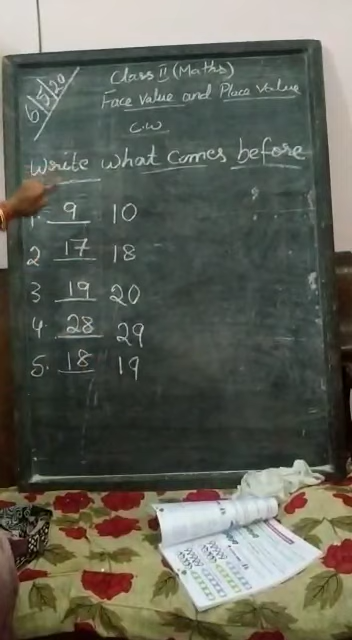 6/5/20
Class II (Maths)
Face value and Place value
C.W
Write what comes before
1. 9 10
2 17 18
3 19 20
4. 28 29
5. 18 19